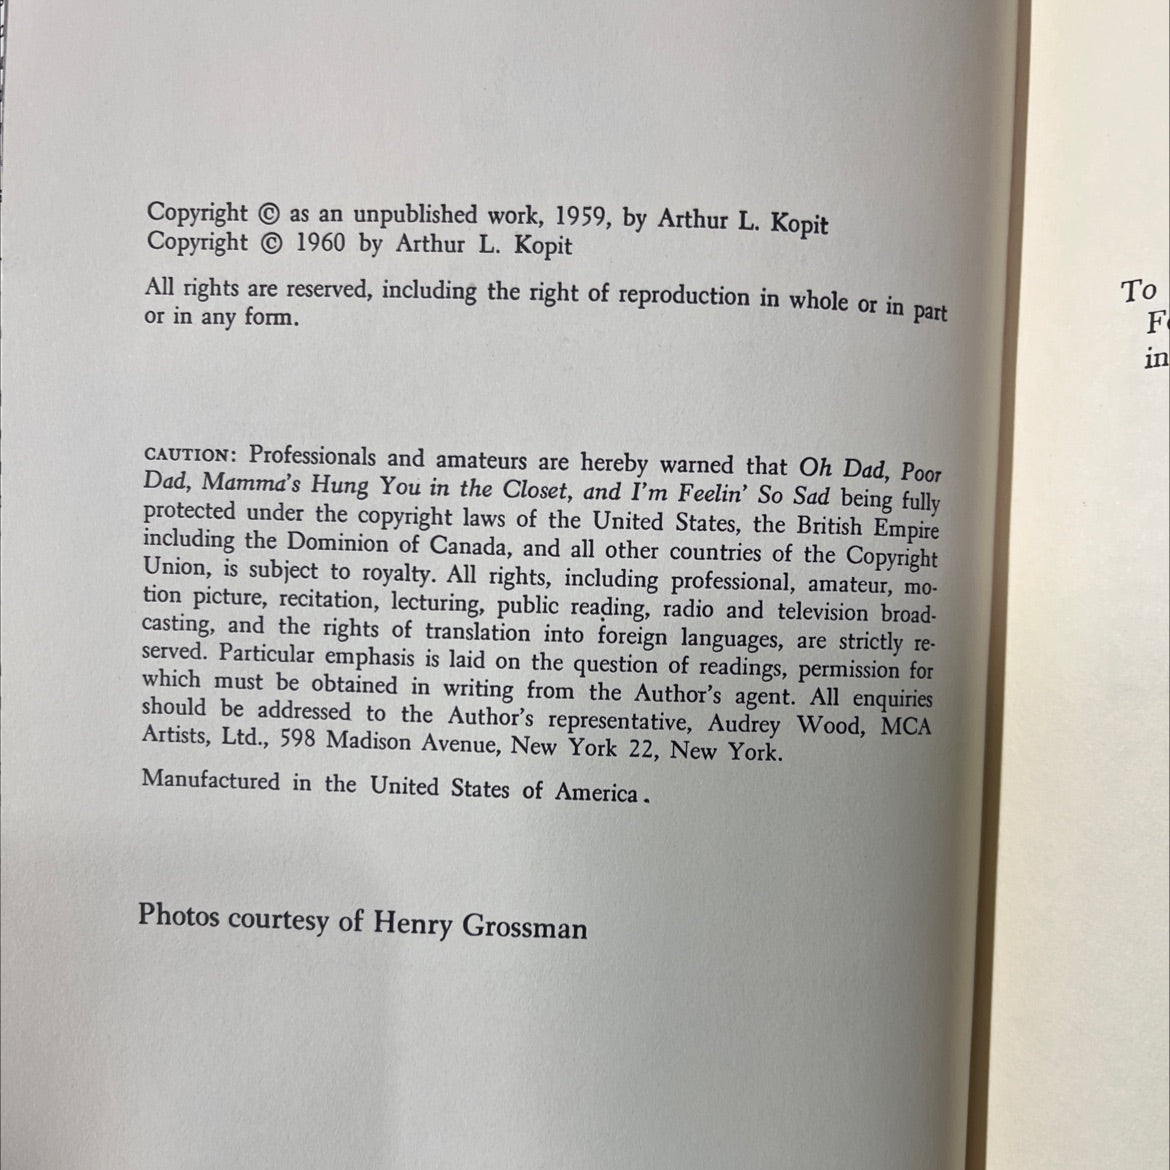 Copyright © as an unpublished work, 1959, by Arthur L. Kopit
Copyright © 1960 by Arthur L. Kopit
All rights are reserved, including the right of reproduction in whole or in part
or in any form.
CAUTION: Professionals and amateurs are hereby warned that Oh Dad, Poor
Dad, Mamma's Hung You in the Closet, and I'm Feelin' So Sad being fully
protected under the copyright laws of the United States, the British Empire
including the Dominion of Canada, and all other countries of the Copyright
Union, is subject to royalty. All rights, including professional, amateur, mo-
tion picture, recitation, lecturing, public reading, radio and television broad-
casting, and the rights of translation into foreign languages, are strictly re-
served. Particular emphasis is laid on the question of readings, permission for
which must be obtained in writing from the Author's agent. All enquiries
should be addressed to the Author's representative, Audrey Wood, MCA
Artists, Ltd., 598 Madison Avenue, New York 22, New York.
Manufactured in the United States of America.
Photos courtesy of Henry Grossman
To
in